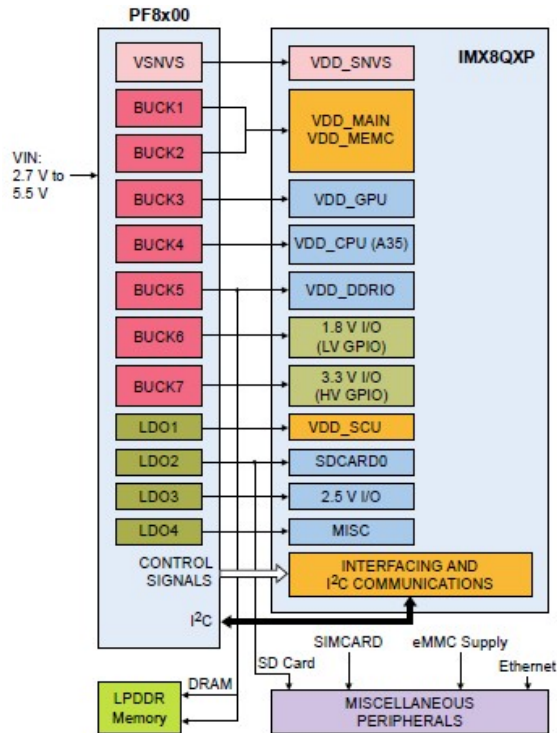 PF8x00
IMX8QXP
VIN:
2.7 V to
5.5 V
VSNVS
VDD_SNVS
BUCK1
BUCK2
VDD_MAIN
VDD_MEMC
BUCK3
VDD_GPU
BUCK4
VDD_CPU (A35)
BUCK5
VDD_DDRIO
BUCK6
1.8 V I/O
(LV GPIO)
BUCK7
3.3 V I/O
(HV GPIO)
LDO1
VDD_SCU
LDO2
SDCARD0
LDO3
2.5 V I/O
LDO4
MISC
CONTROL
SIGNALS
INTERFACING AND
I²C COMMUNICATIONS
I²C
SIMCARD
eMMC Supply
SD Card
Ethernet
DRAM
LPDDR
Memory
MISCELLANEOUS
PERIPHERALS